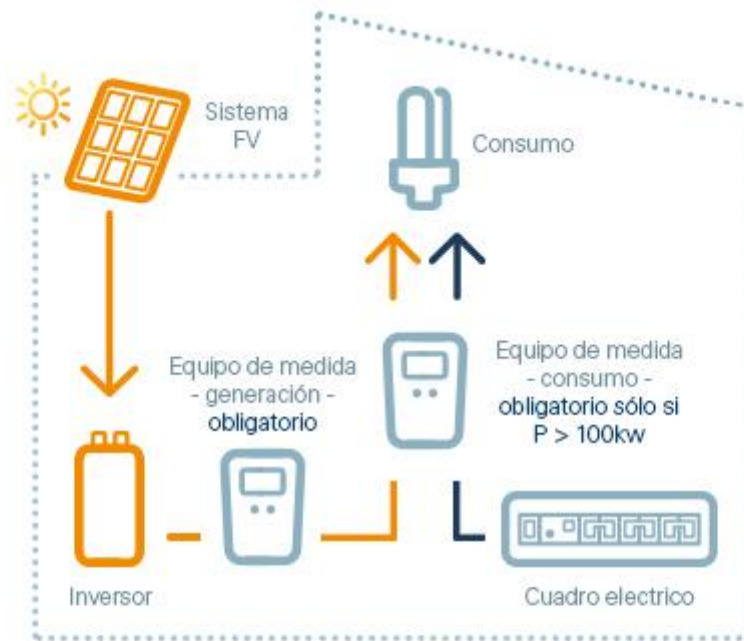 Sistema
FV
Consumo
Equipo de medida
- generación -
obligatorio
Equipo de medida
- consumo -
obligatorio sólo si
P > 100kw
Inversor
Cuadro electrico